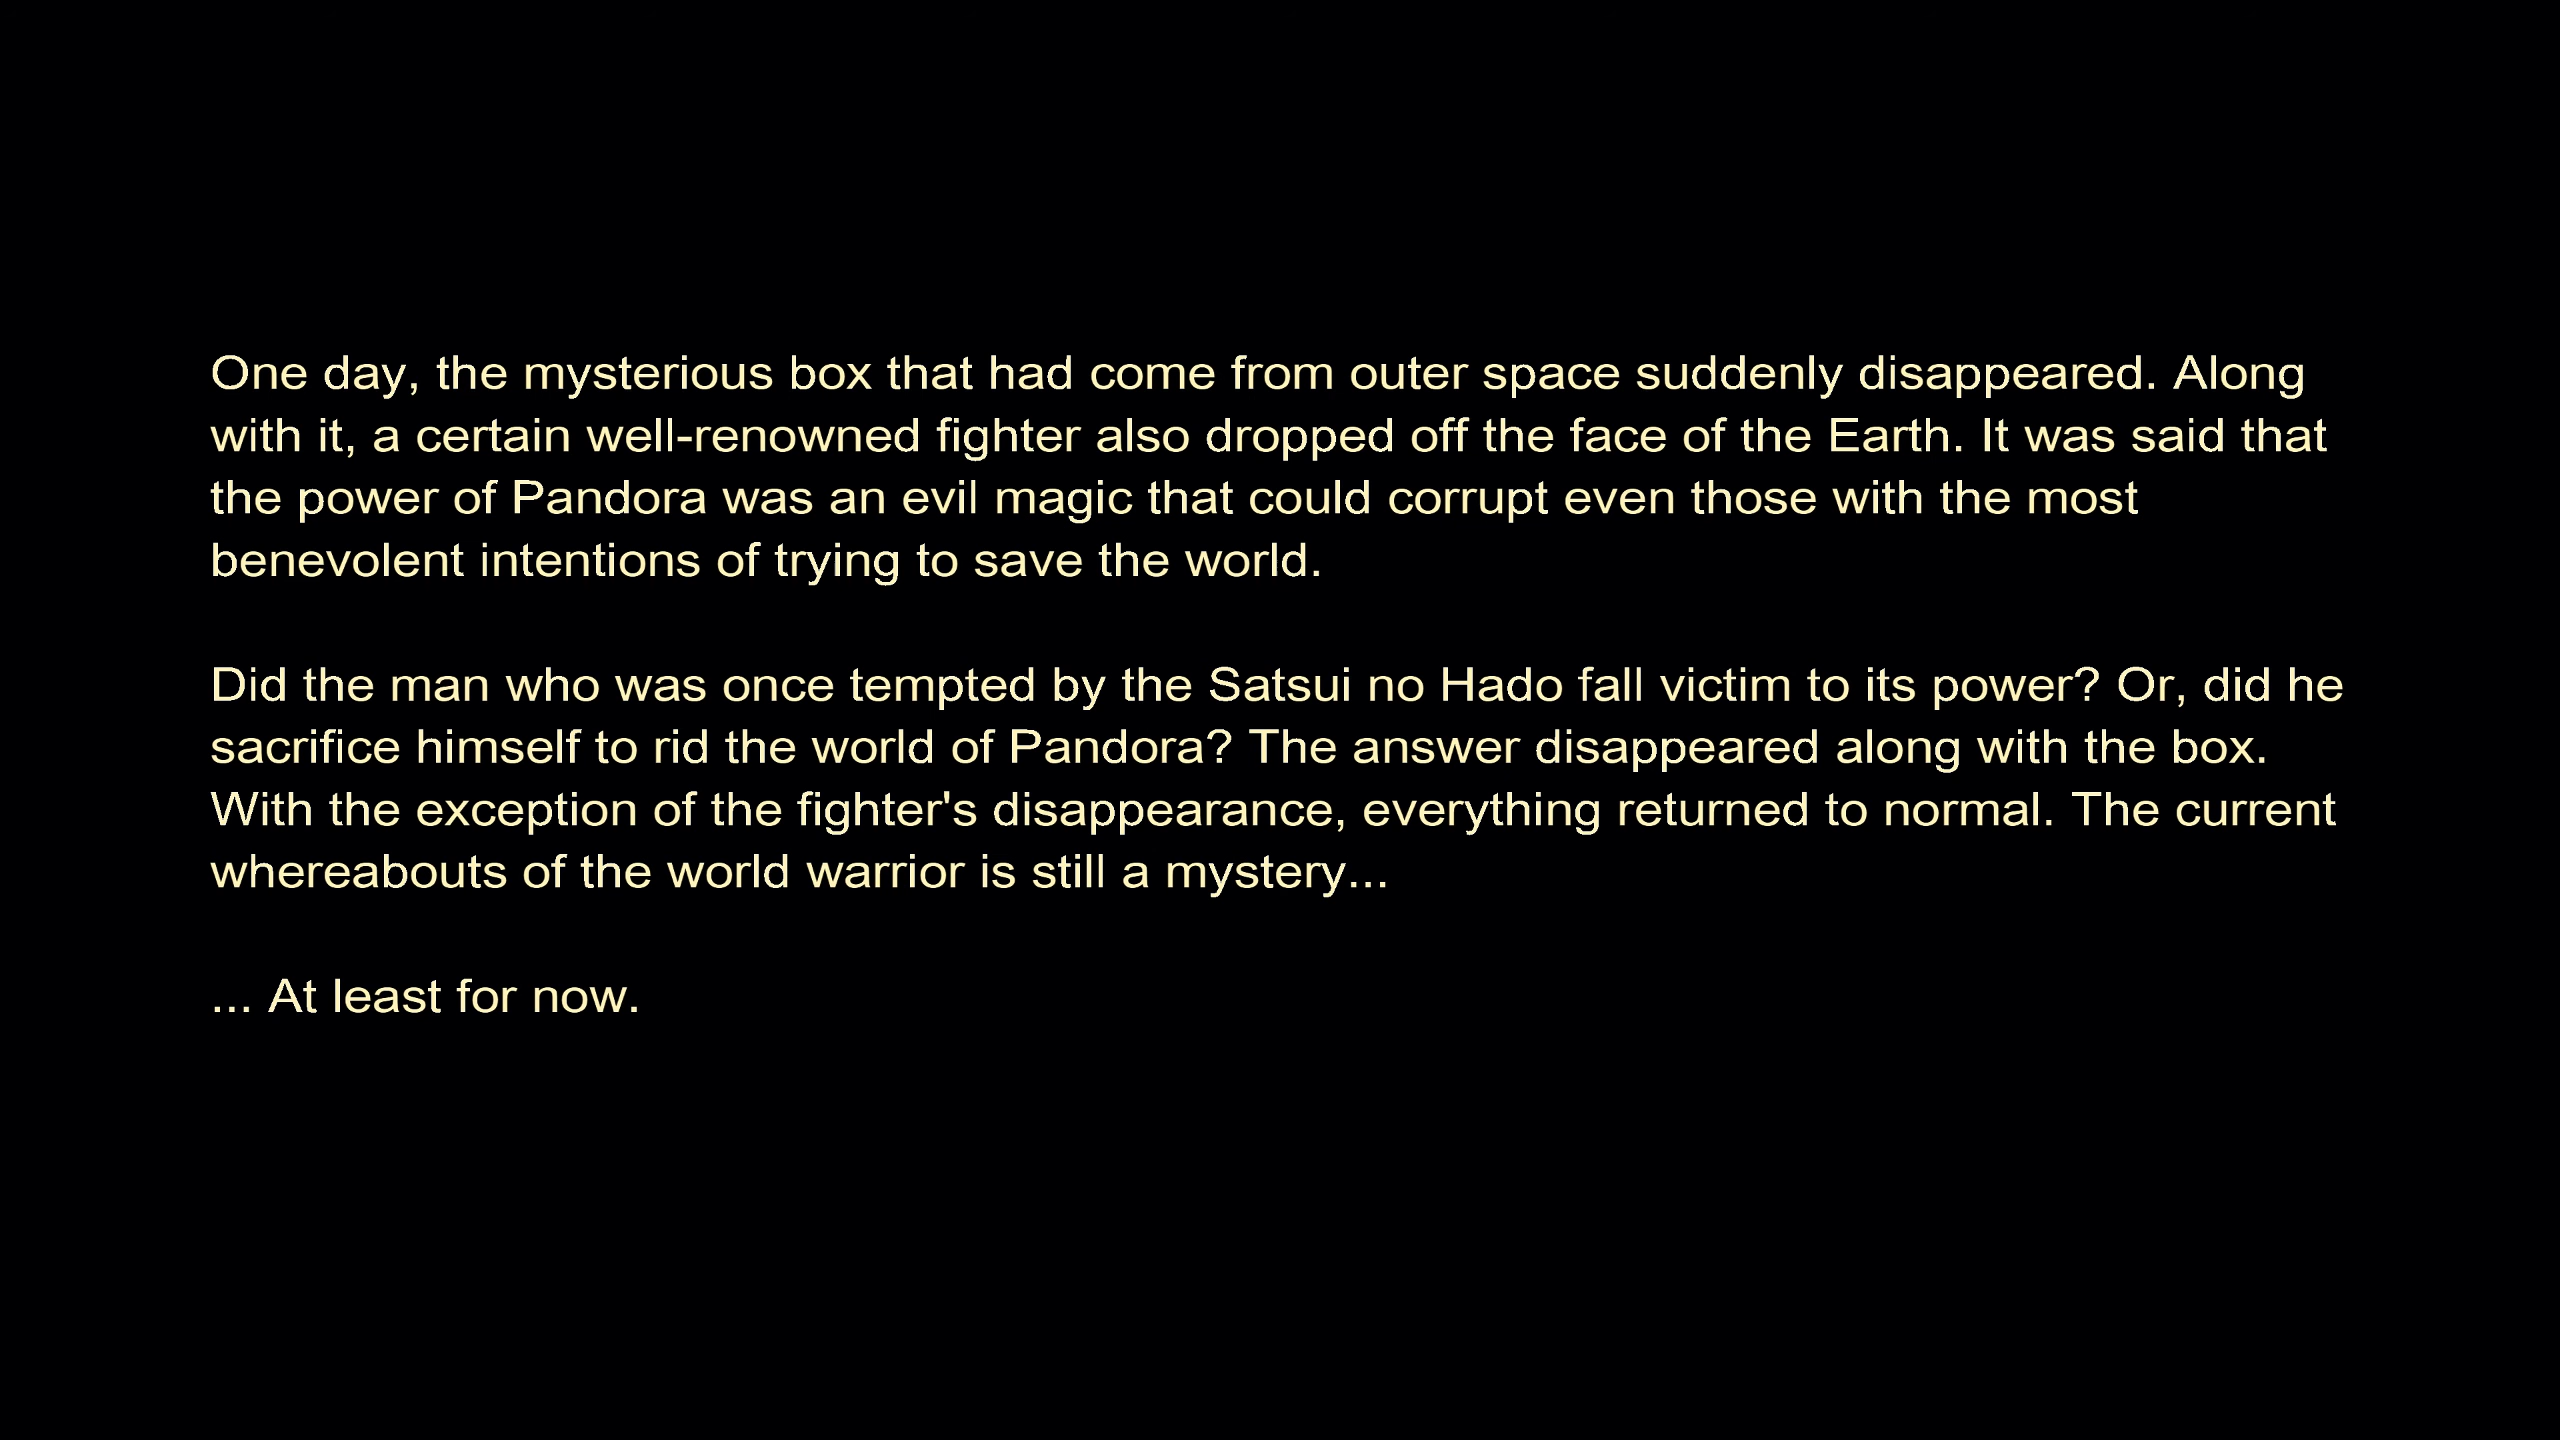 One day, the mysterious box that had come from outer space suddenly disappeared. Along
with it, a certain well-renowned fighter also dropped off the face of the Earth. It was said that
the power of Pandora was an evil magic that could corrupt even those with the most
benevolent intentions of trying to save the world.
Did the man who was once tempted by the Satsui no Hado fall victim to its power? Or, did he
sacrifice himself to rid the world of Pandora? The answer disappeared along with the box.
With the exception of the fighter's disappearance, everything returned to normal. The current
whereabouts of the world warrior is still a mystery...
... At least for now.